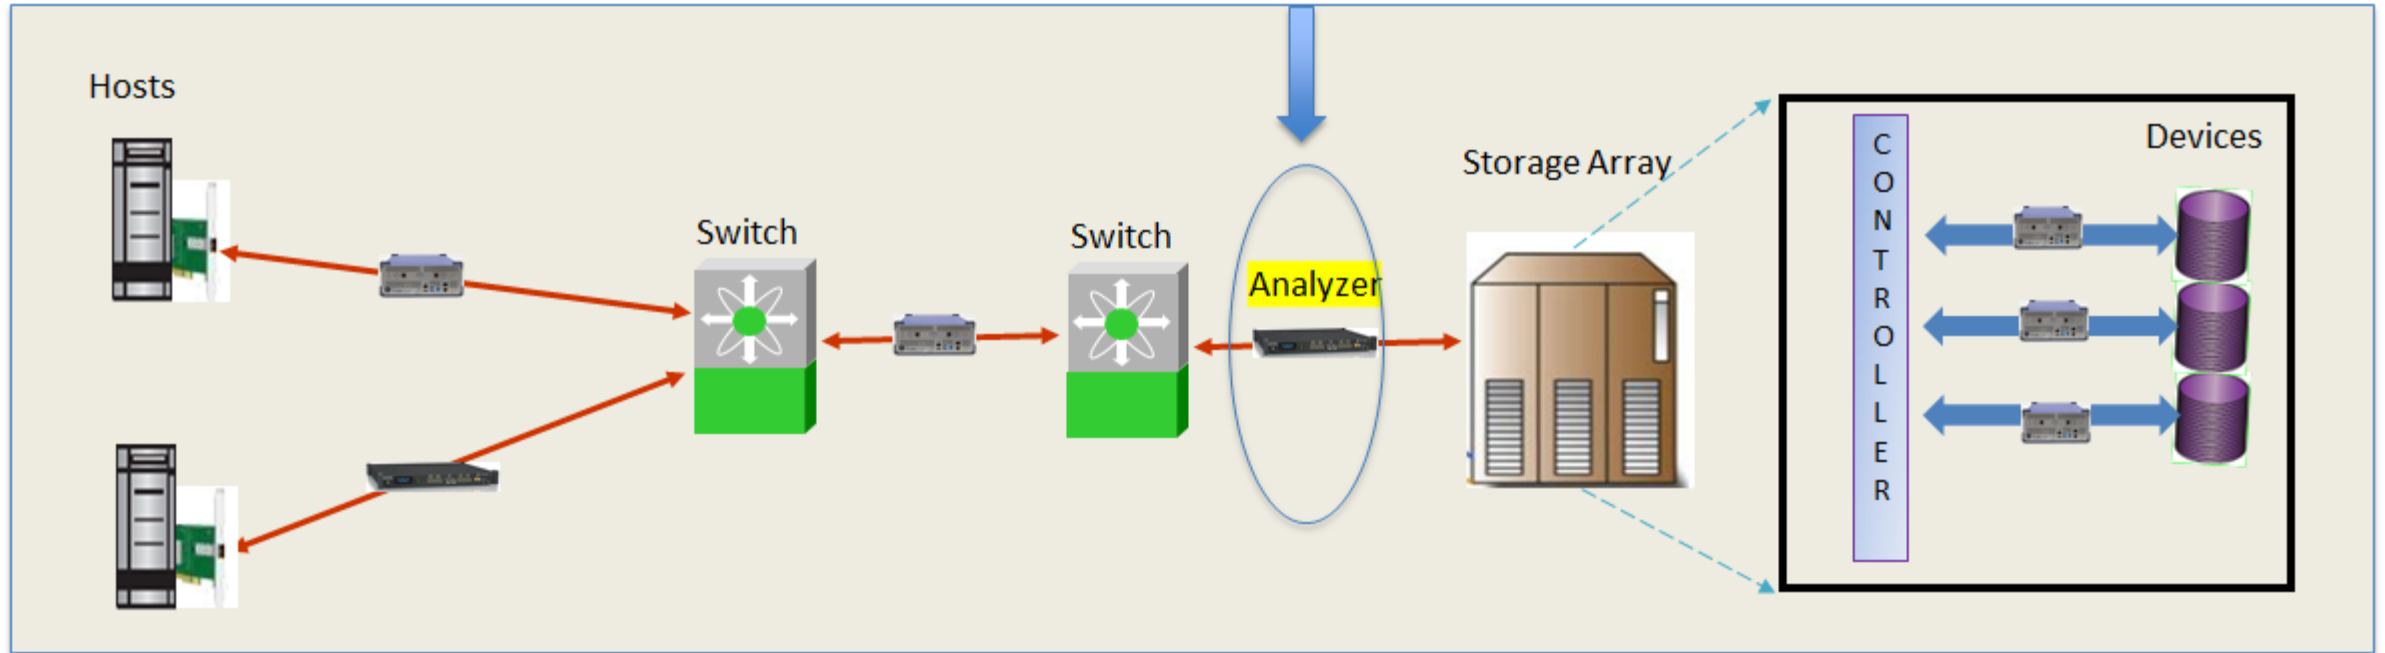 Hosts
Switch
Switch
Analyzer
Storage Array
C
O
N
T
R
O
L
L
E
R
Devices